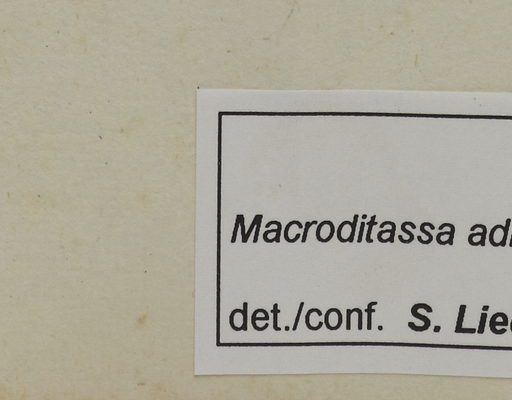 Macroditassa
det./conf. S.